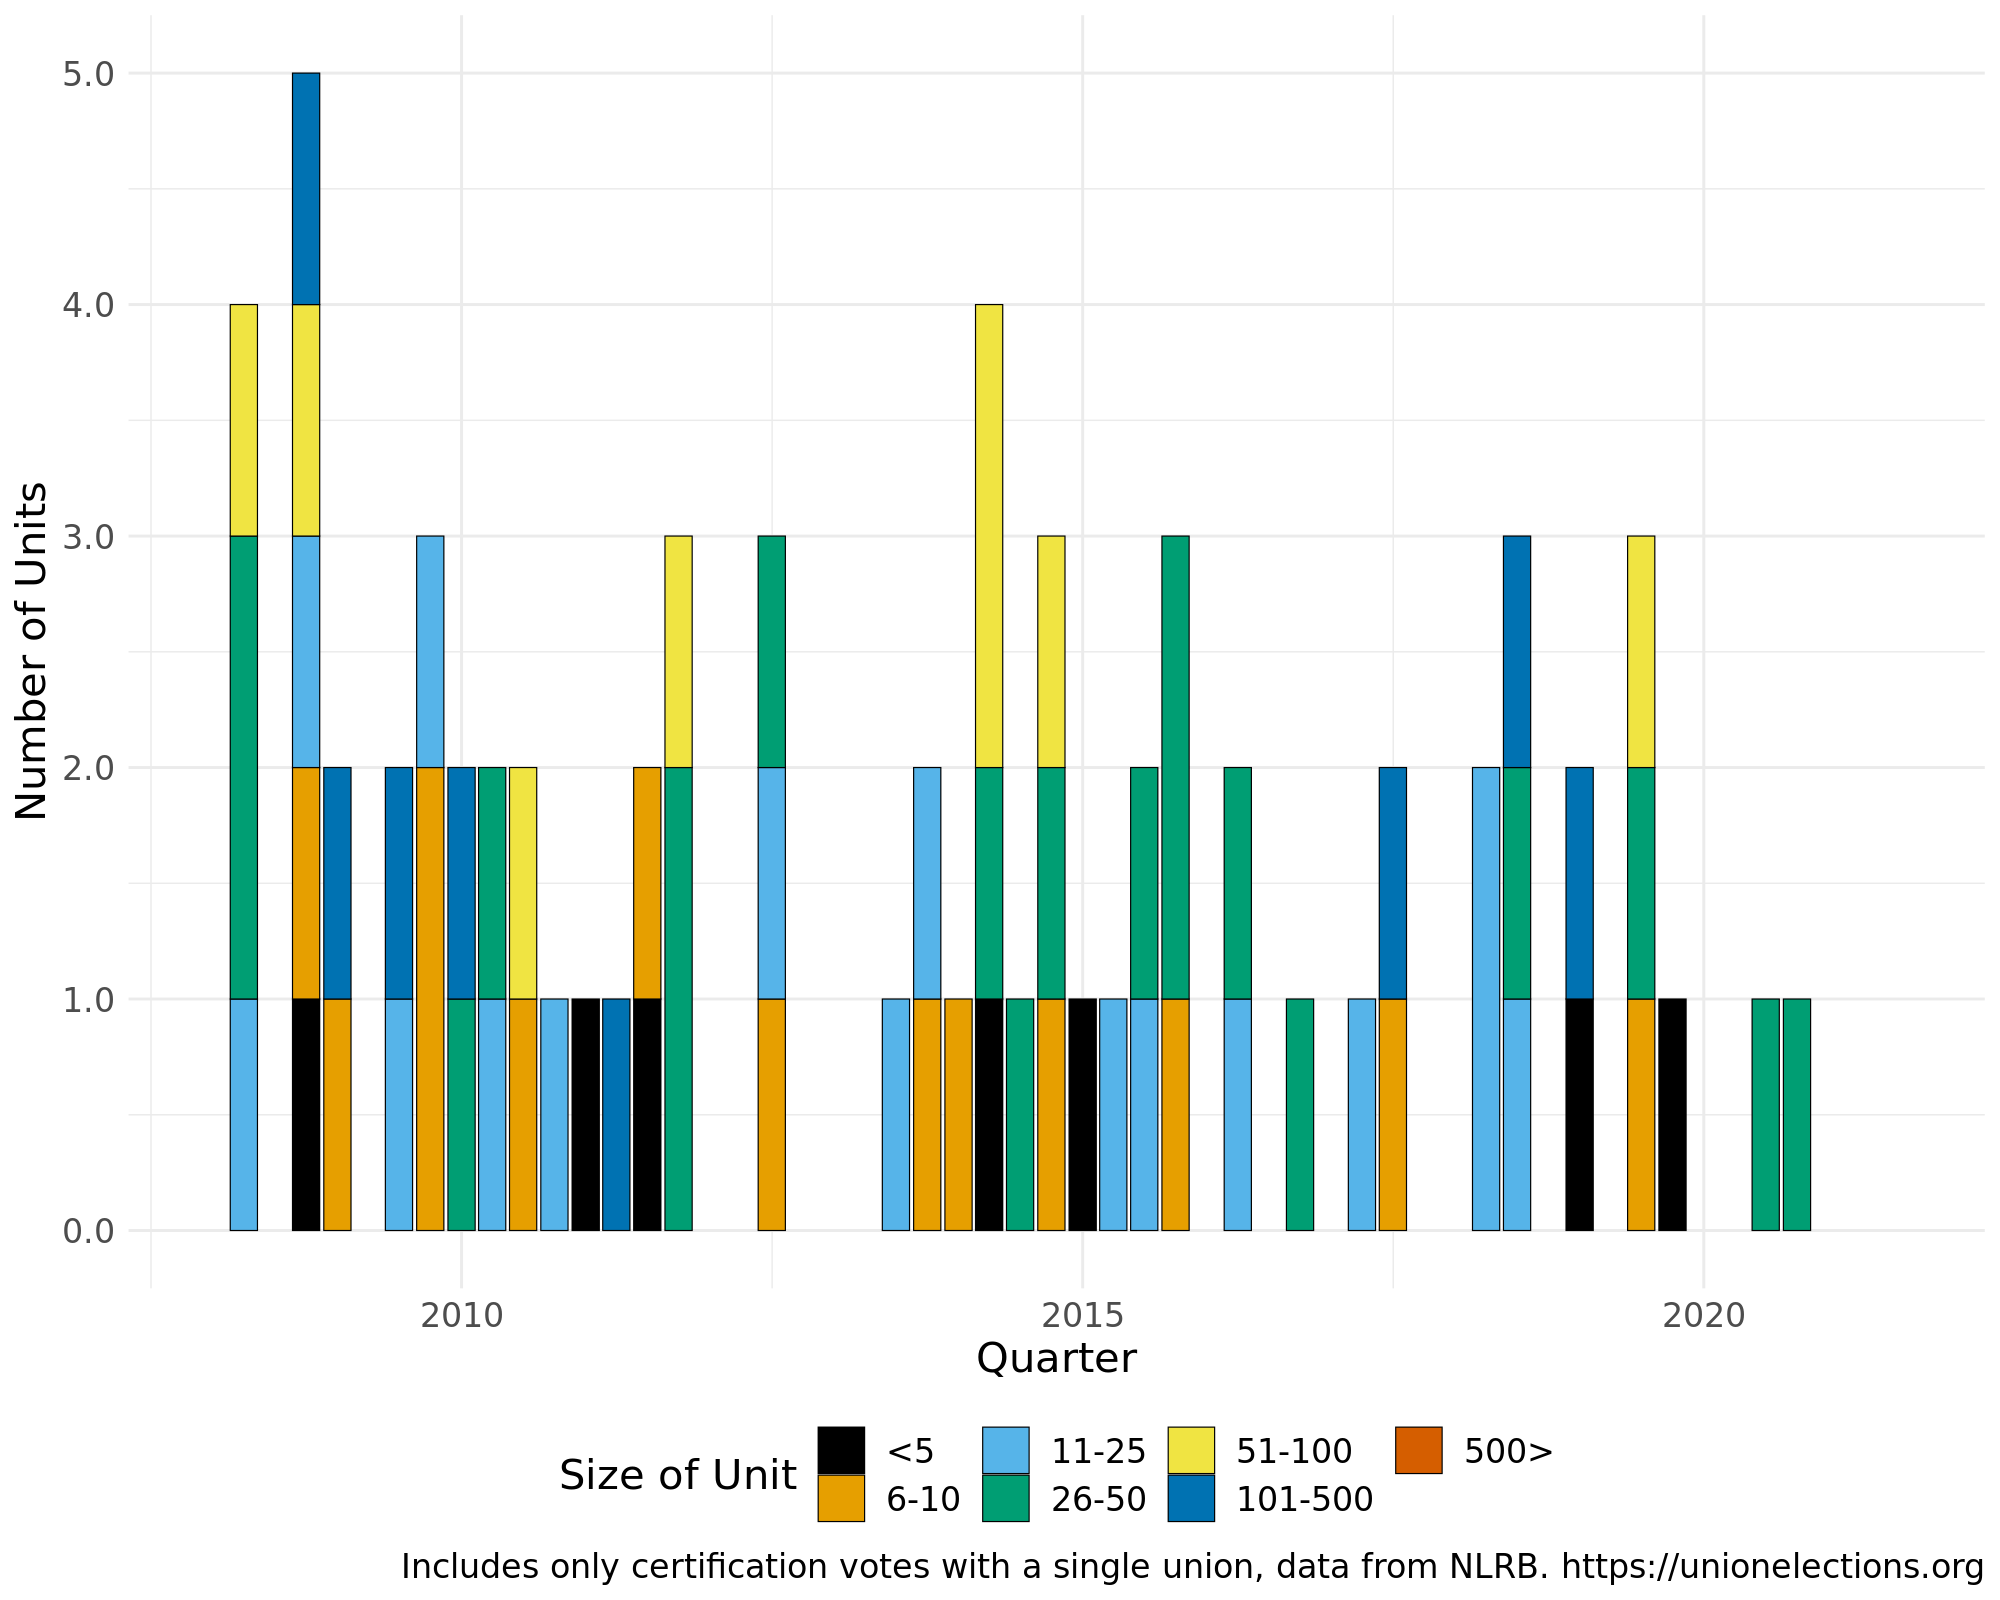 5.0
4.0
3.0
2.0
1.0
0.0
Number of Units
2010 2015 2020
Quarter
Size of Unit
<5 11-25 51-100 500>
6-10 26-50 101-500
Includes only certification votes with a single union, data from NLRB. https://unionelections.org